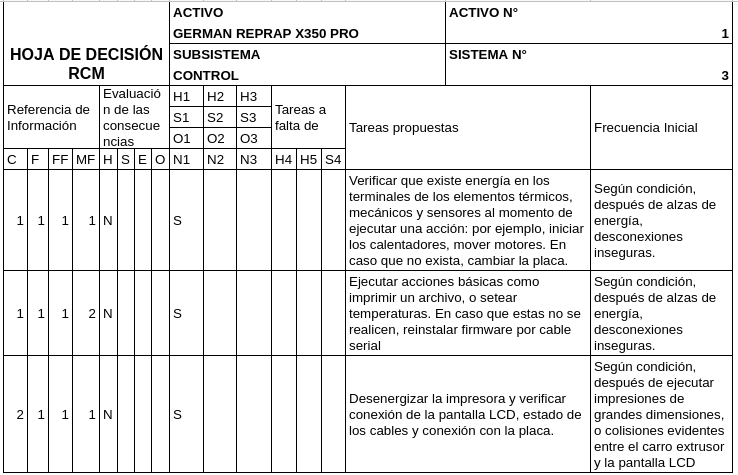 HOJA DE DECISIÓN
RCM
ACTIVO
GERMAN REPRAP X350 PRO
ACTIVO N°
1
SUBSISTEMA
CONTROL
SISTEMA N°
3
Referencia de
Información
Evaluació
n de las
consecue
ncias
H1 H2 H3
S1 S2 S3
O1 O2 O3
Tareas a
falta de
Tareas propuestas
Frecuencia Inicial
C F FF MF H S E O N1 N2 N3 H4 H5 S4
1 1 1 1 N S
Verificar que existe energía en los
terminales de los elementos térmicos,
mecánicos y sensores al momento de
ejecutar una acción: por ejemplo, iniciar
los calentadores, mover motores. En
caso que no exista, cambiar la placa.
Según condición,
después de alzas de
energía,
desconexiones
inseguras.
1 1 1 2 N S
Ejecutar acciones básicas como
imprimir un archivo, o setear
temperaturas. En caso que estas no se
realicen, reinstalar firmware por cable
serial
Según condición,
después de alzas de
energía,
desconexiones
inseguras.
2 1 1 1 N S
Desenergizar la impresora y verificar
conexión de la pantalla LCD, estado de
los cables y conexión con la placa.
Según condición,
después de ejecutar
impresiones de
grandes dimensiones,
o colisiones evidentes
entre el carro extrusor
y la pantalla LCD